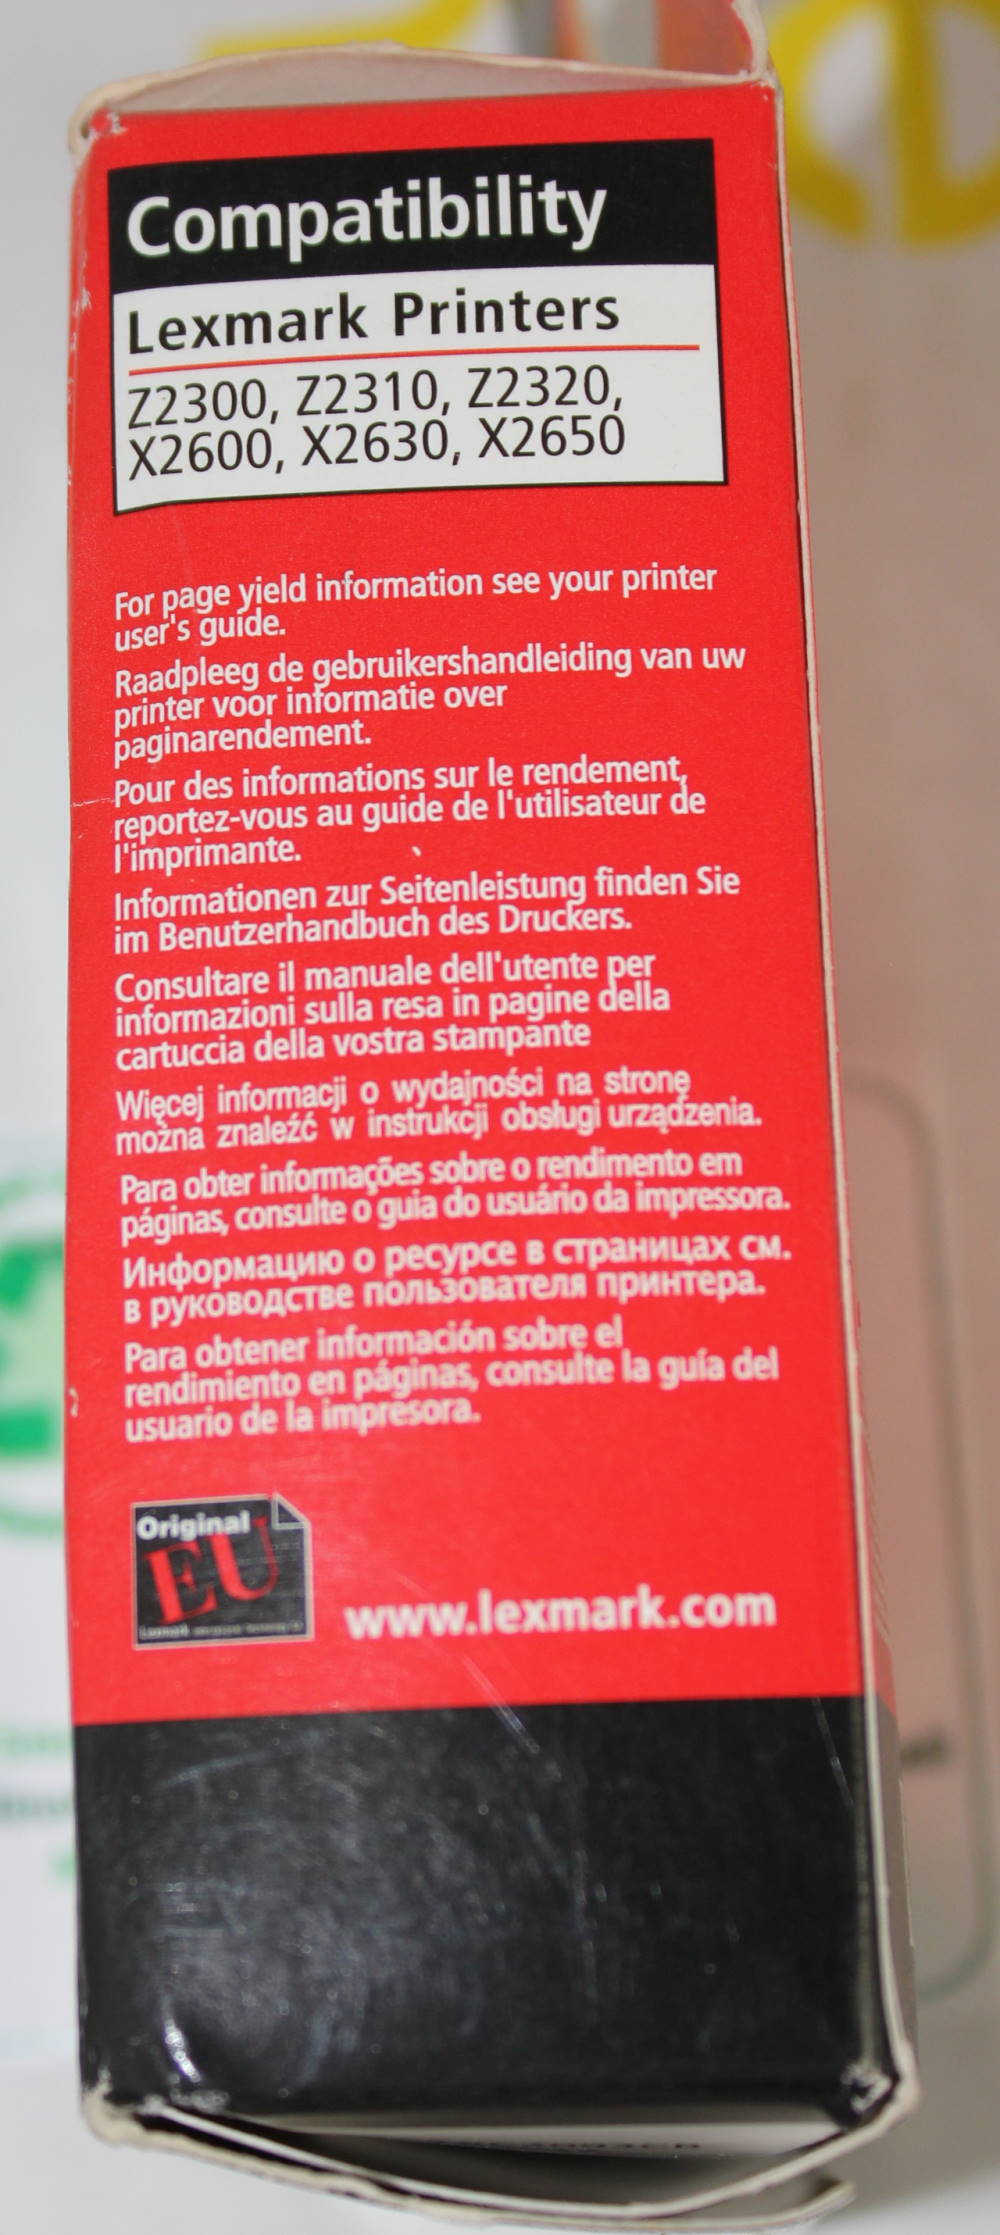 Compatibility
Lexmark Printers
Z2300, Z2310, Z2320,
X2600, X2630, X2650
For page yield information see your printer
user's guide.
Raadpleeg de gebruikershandleiding van uw
printer voor informatie over
paginarendement.
Pour des informations sur le rendement,
reportez-vous au guide de l'utilisateur de
l'imprimante.
Informationen zur Seitenleistung finden Sie
im Benutzerhandbuch des Druckers.
Consultare il manuale dell'utente per
informazioni sulla resa in pagine della
cartuccia della vostra stampante
Więcej informacji o wydajności na stronę
można znaleźć w instrukcji obsługi urządzenia.
Para obter informações sobre o rendimento em
páginas, consulte o guia do usuário da impressora.
Информацию о ресурсе в страницах см.
в руководстве пользователя принтера.
Para obtener información sobre el
rendimiento en páginas, consulte la guía del
usuario de la impresora.
Original
EU
www.lexmark.com